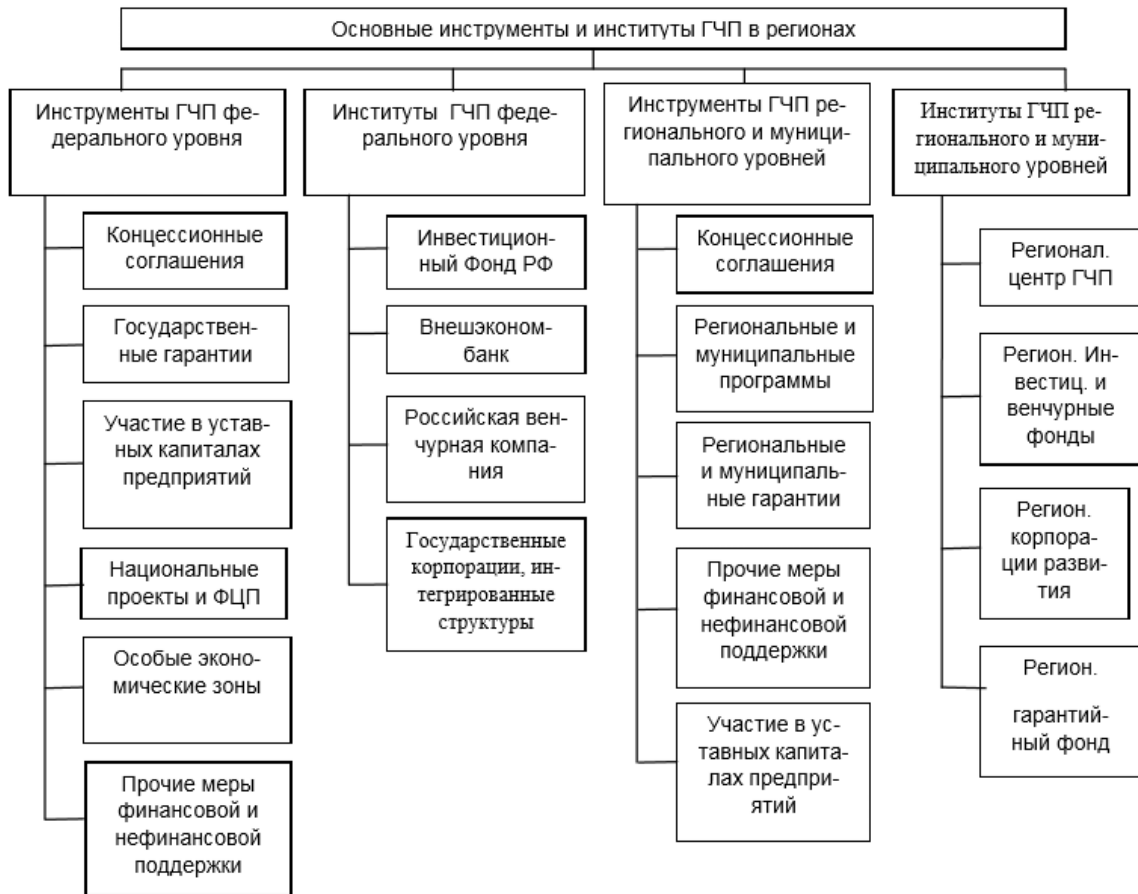 Основные инструменты и институты ГЧП в регионах
Инструменты ГЧП фе-
дерального уровня
Концессионные
соглашения
Государствен-
ные гарантии
Участие в устав-
ных капиталах
предприятий
Национальные
проекты и ФЦП
Особые эконо-
мические зоны
Прочие меры
финансовой и
нефинансовой
поддержки
Институты ГЧП феде-
рального уровня
Инвестицион-
ный Фонд РФ
Внешэконом-
банк
Российская вен-
чурная компа-
ния
Государственные
корпорации, ин-
тегрированные
структуры
Инструменты ГЧП ре-
гионального и муници-
пального уровней
Концессионные
соглашения
Региональные и
муниципальные
программы
Региональные
и муниципаль-
ные гарантии
Прочие меры
финансовой и
нефинансовой
поддержки
Участие в ус-
тавных капита-
лах предпри-
ятий
Институты ГЧП ре-
гионального и муни-
ципального уровней
Регионал.
центр ГЧП
Регион. Ин-
вестиц. и
венчурные
фонды
Регион.
корпора-
ции разви-
тия
Регион.
гарантий-
ный фонд